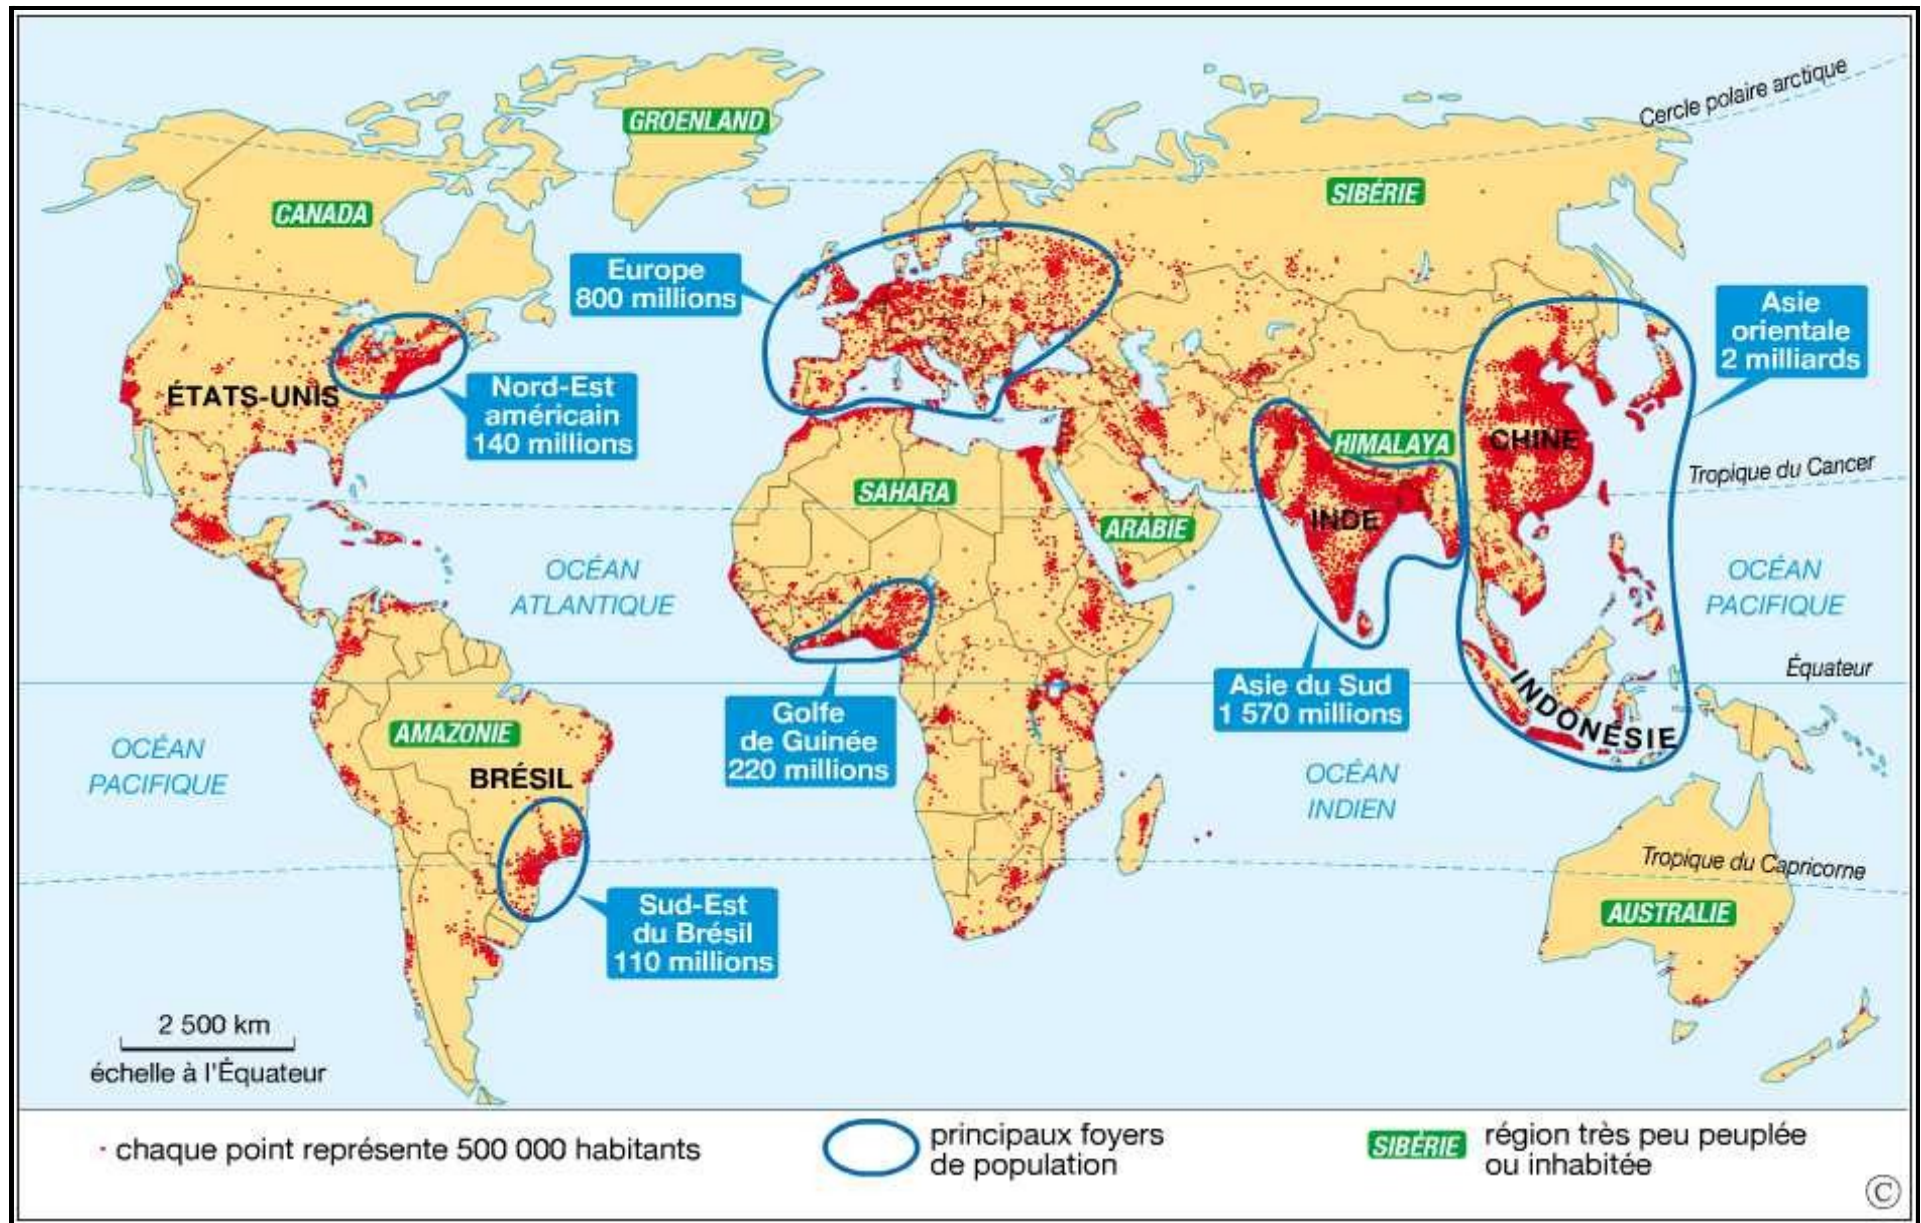 Cercle polaire arctique
GROENLAND
SIBÉRIE
CANADA
Europe
800 millions
Asie
orientale
2 milliards
ÉTATS-UNIS
Nord-Est
américain
140 millions
HIMALAYA
CHINE
Tropique du Cancer
SAHARA
ARABIE
INDE
OCÉAN
ATLANTIQUE
OCÉAN
PACIFIQUE
Équateur
Asie du Sud
1 570 millions
INDONÉSIE
Golfe
de Guinée
220 millions
AMAZONIE
BRÉSIL
OCÉAN
PACIFIQUE
OCÉAN
INDIEN
Tropique du Capricorne
AUSTRALIE
Sud-Est
du Brésil
110 millions
2 500 km
échelle à l'Équateur
chaque point représente 500 000 habitants
principaux foyers
de population
SIBÉRIE
région très peu peuplée
ou inhabitée
©